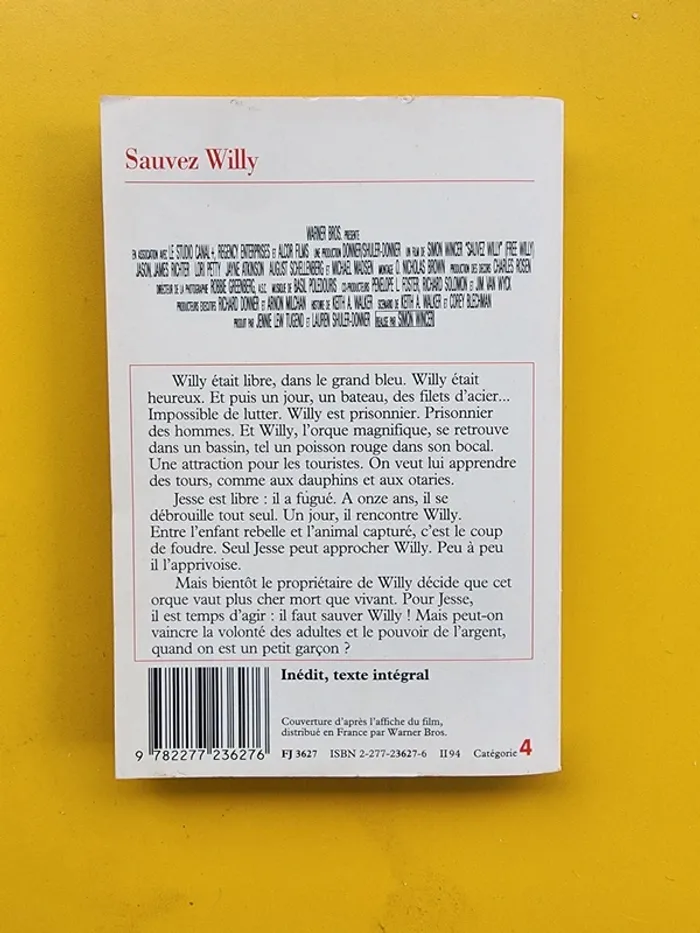 Sauvez Willy
WARNER BROS. PRÉSENTE
EN ASSOCIATION AVEC LE STUDIO CANAL+, REGENCY ENTERPRISES ET ALCOR FILMS UNE PRODUCTION DONNER/SHULER-DONNER UN FILM DE SIMON WINCER "SAUVEZ WILLY" (FREE WILLY)
JASON JAMES RICHTER LORI PETTY JAYNE ATKINSON AUGUST SCHELLENBERG ET MICHAEL MADSEN MONTAGE O. NICHOLAS BROWN PRODUCTION DES DECORS CHARLES ROSEN
DIRECTEUR DE LA PHOTOGRAPHIE ROBBIE GREENBERG, A.S.C. MUSIQUE DE BASIL POLEDOURIS CO-PRODUCTEURS PENELOPE L. FOSTER, RICHARD SOLOMON ET JIM VAN WYCK
PRODUCTEURS EXECUTIFS RICHARD DONNER ET ARNON MILCHAN HISTOIRE DE KEITH A. WALKER SCENARIO DE KEITH A. WALKER ET COREY BLECHMAN
PRODUIT PAR JENNIE LEW TUGEND ET LAUREN SHULER-DONNER REALISE PAR SIMON WINCER
Willy était libre, dans le grand bleu. Willy était
heureux. Et puis un jour, un bateau, des filets d'acier...
Impossible de lutter. Willy est prisonnier. Prisonnier
des hommes. Et Willy, l'orque magnifique, se retrouve
dans un bassin, tel un poisson rouge dans son bocal.
Une attraction pour les touristes. On veut lui apprendre
des tours, comme aux dauphins et aux otaries.
Jesse est libre : il a fugué. A onze ans, il se
débrouille tout seul. Un jour, il rencontre Willy.
Entre l'enfant rebelle et l'animal capturé, c'est le coup
de foudre. Seul Jesse peut approcher Willy. Peu à peu
il l'apprivoise.
Mais bientôt le propriétaire de Willy décide que cet
orque vaut plus cher mort que vivant. Pour Jesse,
il est temps d'agir : il faut sauver Willy ! Mais peut-on
vaincre la volonté des adultes et le pouvoir de l'argent,
quand on est un petit garçon ?
Inédit, texte intégral
Couverture d'après l'affiche du film,
distribué en France par Warner Bros.
9 782277 236276 FJ 3627 ISBN 2-277-23627-6 II 94 Catégorie 4